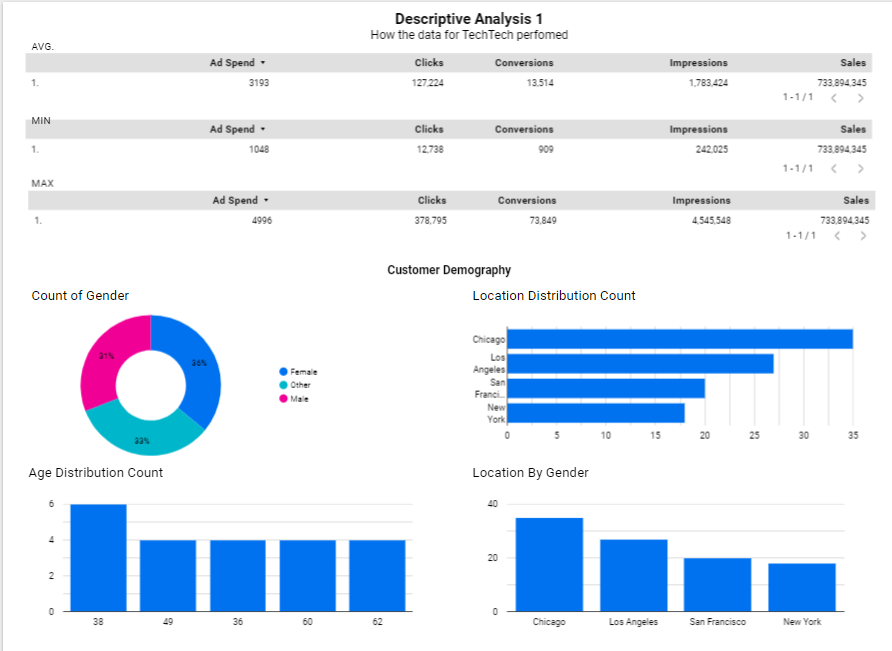 Descriptive Analysis 1
How the data for TechTech perfomed
AVG.
Ad Spend Clicks Conversions Impressions Sales
1. 3193 127,224 13,514 1,783,424 733,894,345
1 - 1 / 1 < >
MIN
Ad Spend Clicks Conversions Impressions Sales
1. 1048 12,738 909 242,025 733,894,345
1 - 1 / 1 < >
MAX
Ad Spend Clicks Conversions Impressions Sales
1. 4996 378,795 73,849 4,545,548 733,894,345
1 - 1 / 1 < >
Customer Demography
Count of Gender
36%
33%
31%
Female
Other
Male
Location Distribution Count
Chicago
Los
Angeles
San
Franci...
New
York
0 5 10 15 20 25 30 35
Age Distribution Count
6
4
2
0
38 49 36 60 62
Location By Gender
40
20
0
Chicago Los Angeles San Francisco New York